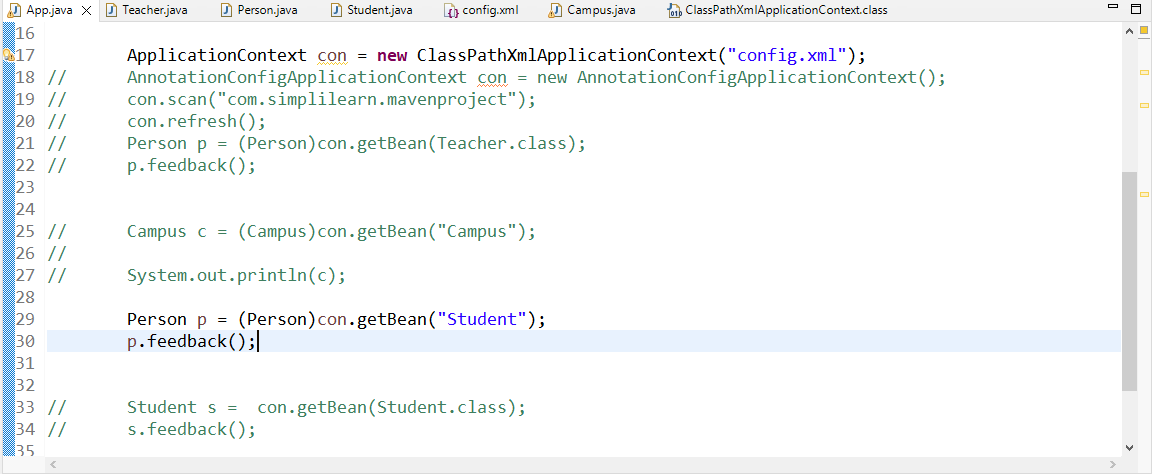 App.java Teacher.java Person.java Student.java config.xml Campus.java ClassPathXmlApplicationContext.class
16
17 ApplicationContext con = new ClassPathXmlApplicationContext("config.xml");
18 // AnnotationConfigApplicationContext con = new AnnotationConfigApplicationContext();
19 // con.scan("com.simplilearn.mavenproject");
20 // con.refresh();
21 // Person p = (Person)con.getBean(Teacher.class);
22 // p.feedback();
23
24
25 // Campus c = (Campus)con.getBean("Campus");
26 //
27 // System.out.println(c);
28
29 Person p = (Person)con.getBean("Student");
30 p.feedback();
31
32
33 // Student s =  con.getBean(Student.class);
34 // s.feedback();
35